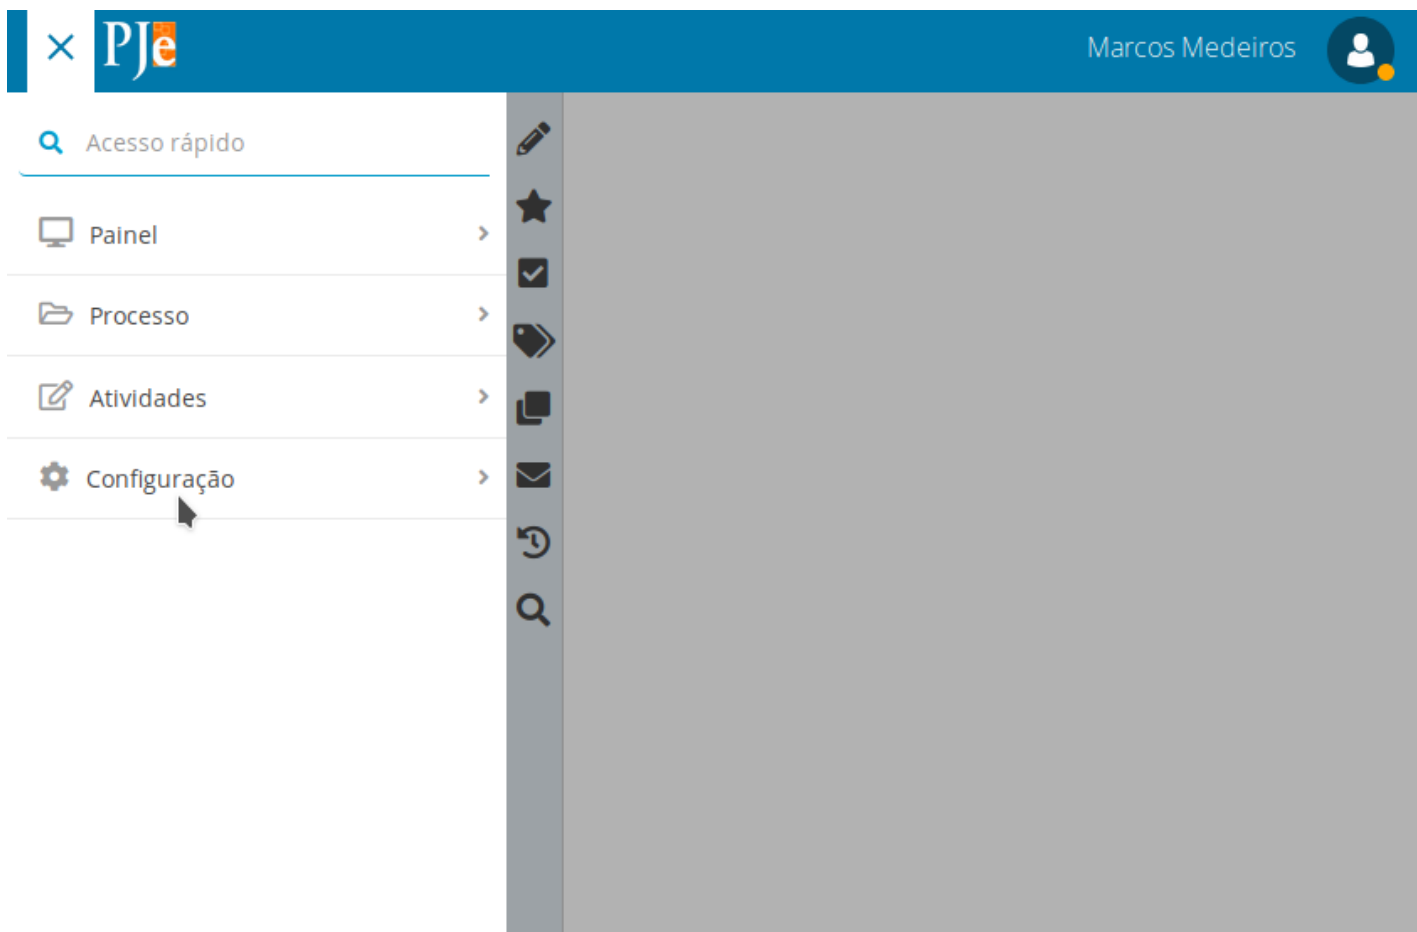 PJe
Marcos Medeiros
Acesso rápido
Painel
Processo
Atividades
Configuração